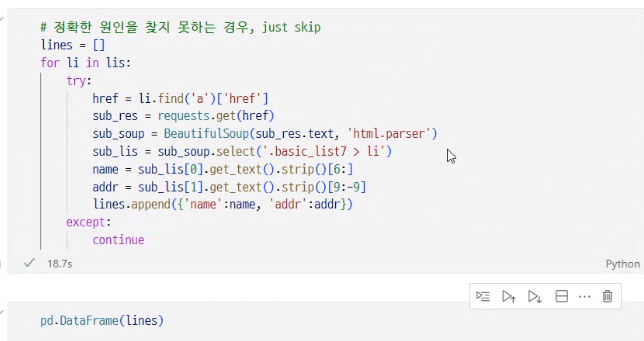 # 정확한 원인을 찾지 못하는 경우, just skip
lines = []
for li in lis:
    try:
        href = li.find('a')['href']
        sub_res = requests.get(href)
        sub_soup = BeautifulSoup(sub_res.text, 'html.parser')
        sub_lis = sub_soup.select('.basic_list7 > li')
        name = sub_lis[0].get_text().strip()[6:]
        addr = sub_lis[1].get_text().strip()[9:-9]
        lines.append({'name':name, 'addr':addr})
    except:
        continue
18.7s
Python
pd.DataFrame(lines)